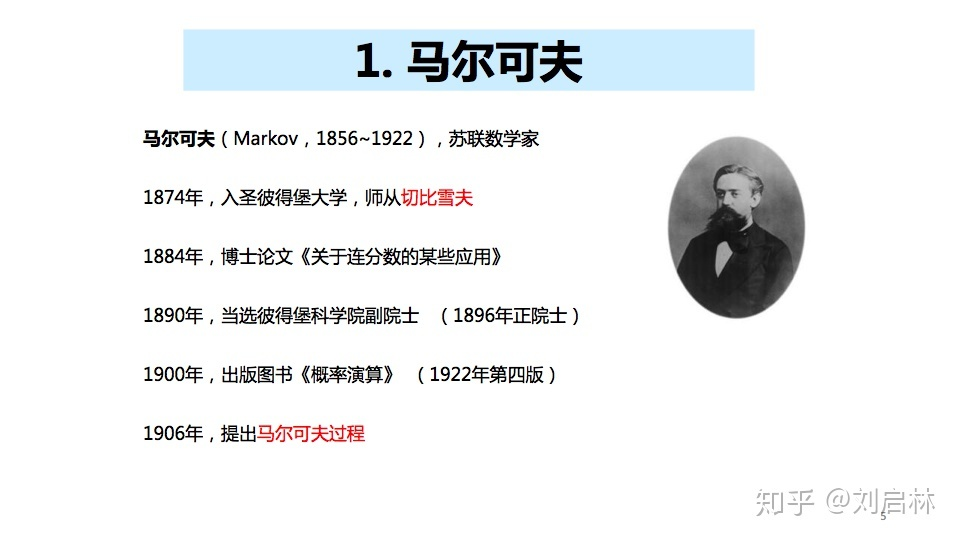 1. 马尔可夫
马尔可夫（Markov，1856~1922），苏联数学家
1874年，入圣彼得堡大学，师从切比雪夫
1884年，博士论文《关于连分数的某些应用》
1890年，当选彼得堡科学院副院士 （1896年正院士）
1900年，出版图书《概率演算》 （1922年第四版）
1906年，提出马尔可夫过程
知乎 @刘启林
5